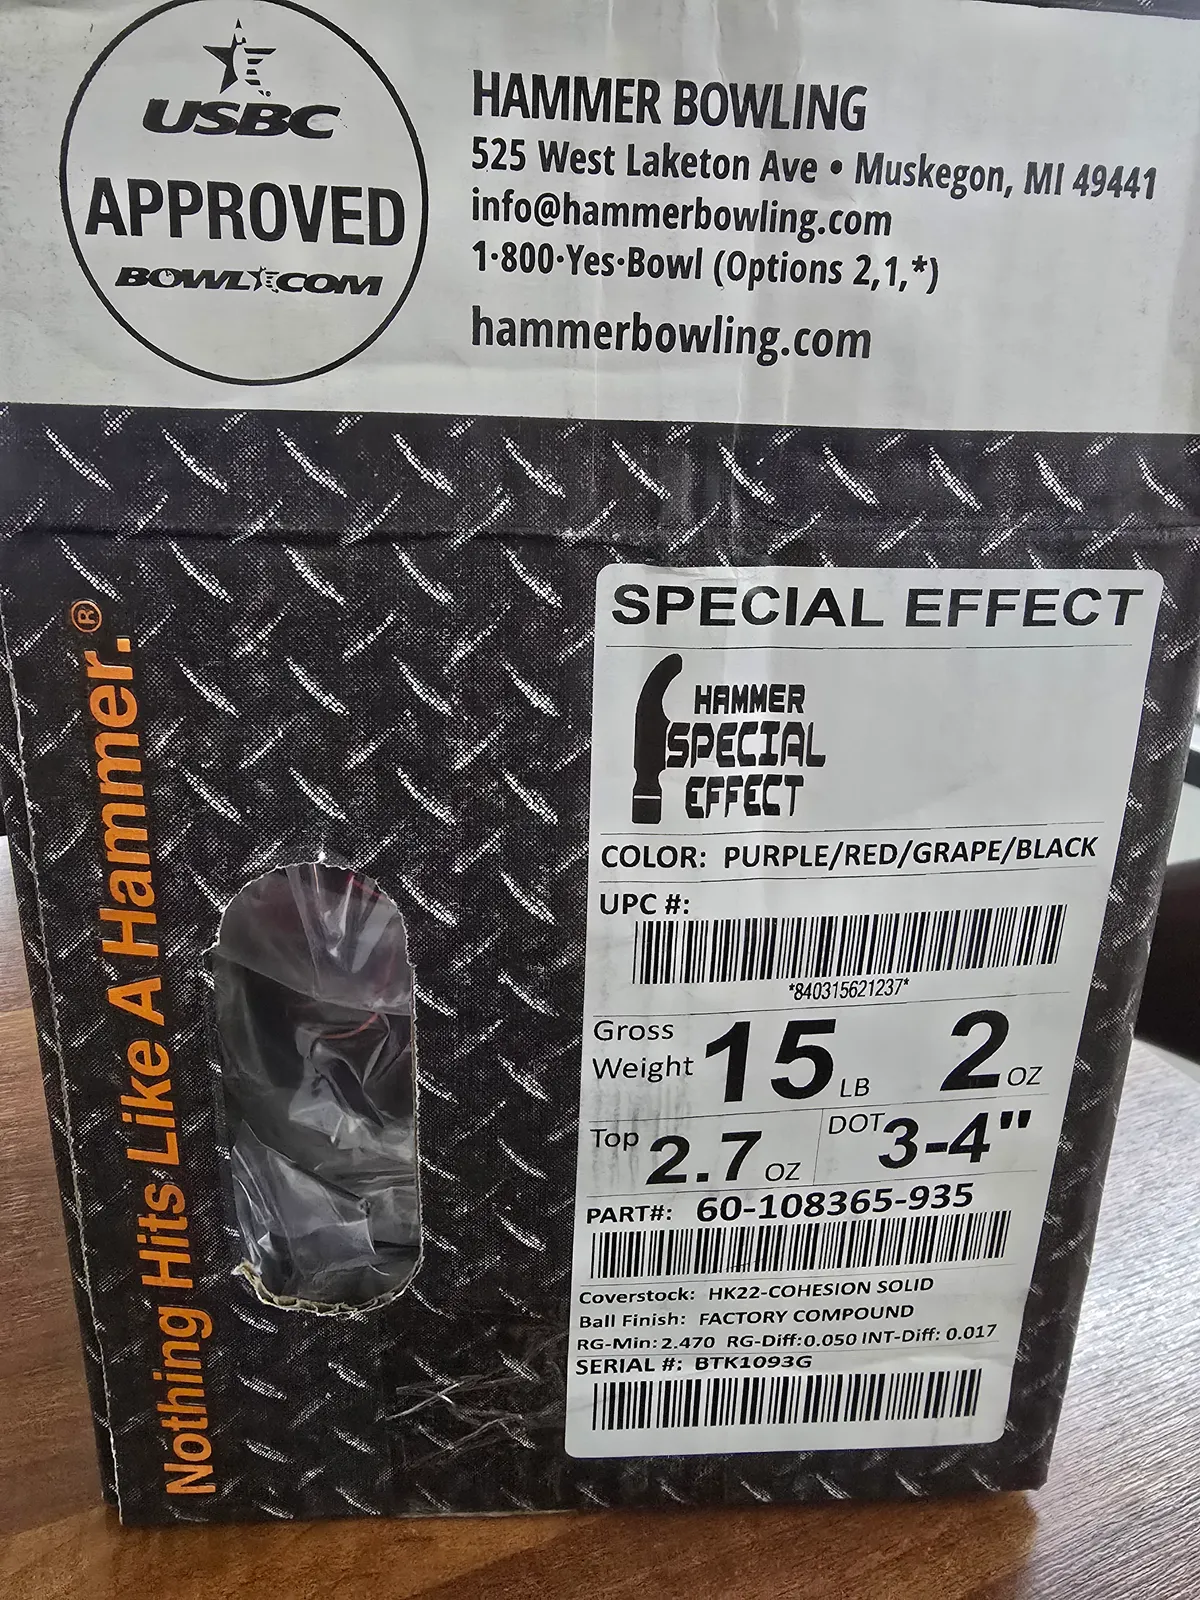 USBC
APPROVED
BOWL.COM
HAMMER BOWLING
525 West Laketon Ave • Muskegon, MI 49441
info@hammerbowling.com
1·800·Yes·Bowl (Options 2,1,*)
hammerbowling.com
Nothing Hits Like A Hammer.®
SPECIAL EFFECT
HAMMER
SPECIAL
EFFECT
COLOR: PURPLE/RED/GRAPE/BLACK
UPC #:
*840315621237*
Gross Weight 15 LB 2 OZ
Top 2.7 OZ DOT 3-4"
PART#: 60-108365-935
Coverstock: HK22-COHESION SOLID
Ball Finish: FACTORY COMPOUND
RG-Min: 2.470 RG-Diff: 0.050 INT-Diff: 0.017
SERIAL #: BTK1093G